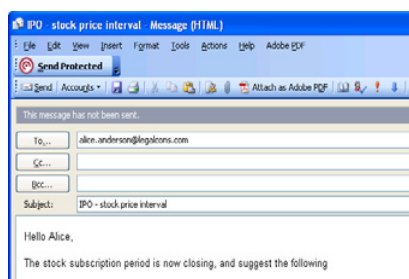 IPO - stock price interval - Message (HTML)
File Edit View Insert Format Tools Actions Help Adobe PDF
Send Protected
Send Accounts Attach as Adobe PDF
This message has not been sent.
To... alice.anderson@legalcons.com
Cc...
Bcc...
Subject: IPO - stock price interval
Hello Alice,
The stock subscription period is now closing, and suggest the following